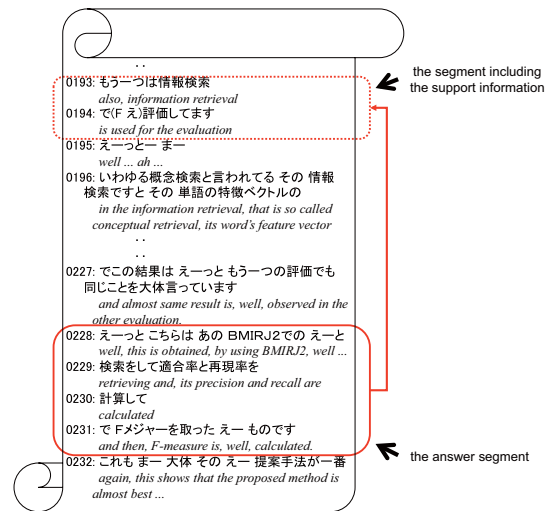 . .
0193: もう一つは情報検索
also, information retrieval
0194: で(F え)評価してます
is used for the evaluation
0195: えーっとー まー
well ... ah ...
0196: いわゆる概念検索と言われてる その 情報
検索ですと その 単語の特徴ベクトルの
in the information retrieval, that is so called
conceptual retrieval, its word's feature vector
. .
. .
0227: でこの結果は えーっと もう一つの評価でも
同じことを大体言っています
and almost same result is, well, observed in the
other evaluation.
0228: えーっと こちらは あの BMIRJ2での えーと
well, this is obtained, by using BMIRJ2, well ...
0229: 検索をして適合率と再現率を
retrieving and, its precision and recall are
0230: 計算して
calculated
0231: で Fメジャーを取った えー ものです
and then, F-measure is, well, calculated.
0232: これも まー 大体 その えー 提案手法が一番
again, this shows that the proposed method is
almost best ...
the segment including
the support information
the answer segment